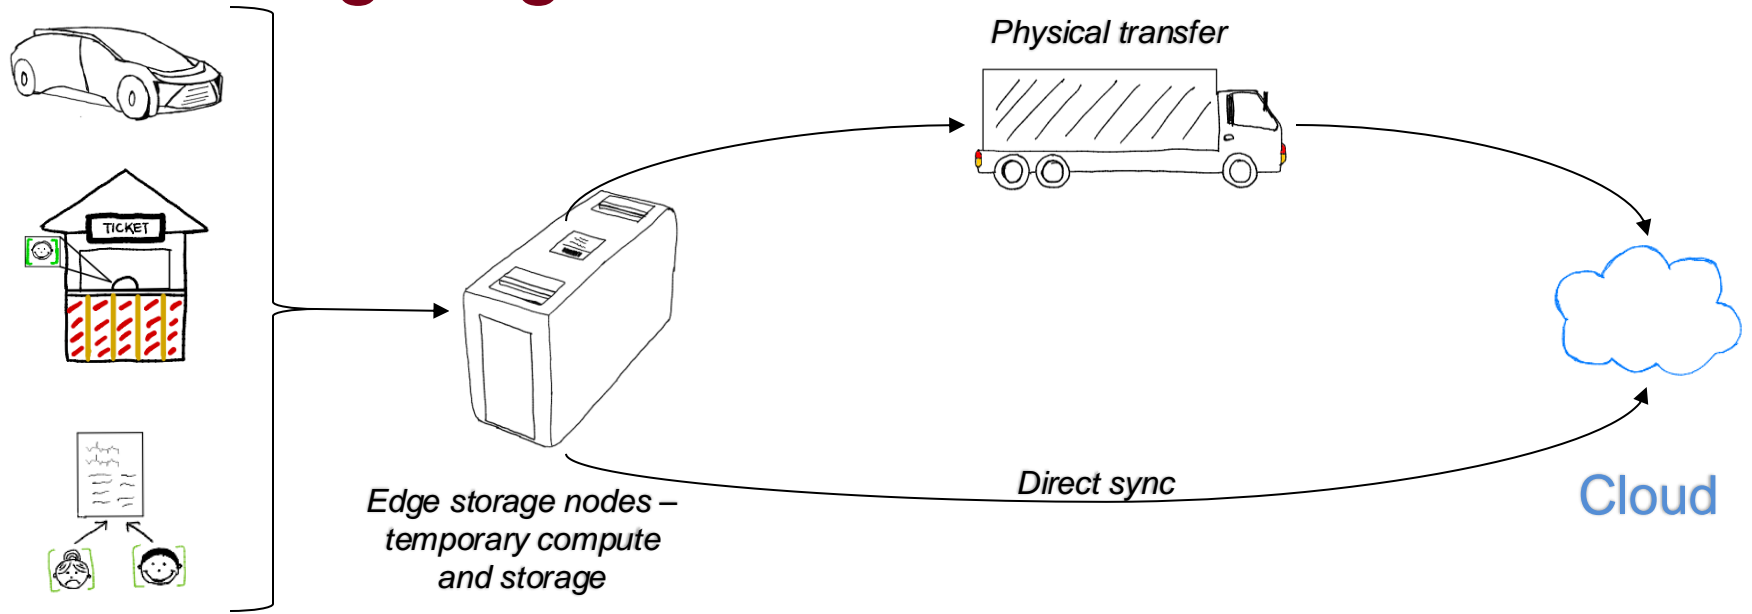 Physical transfer
TICKET
Direct sync
Cloud
Edge storage nodes –
temporary compute
and storage